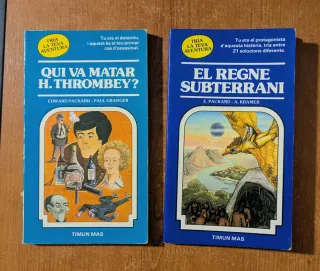 TRIA
LA TEVA
AVENTURA
Tu ets el detectiu,
i aquest és el teu primer
cas d'assassinat.
QUI VA MATAR
H. THROMBEY?
EDWARD PACKARD - PAUL GRANGER
TIMUN MAS
TRIA
LA TEVA
AVENTURA
Tu ets el protagonista
d'aquesta història, tria entre
21 solucions diferents.
EL REGNE
SUBTERRANI
E. PACKARD - A. KRAMER
TIMUN MAS